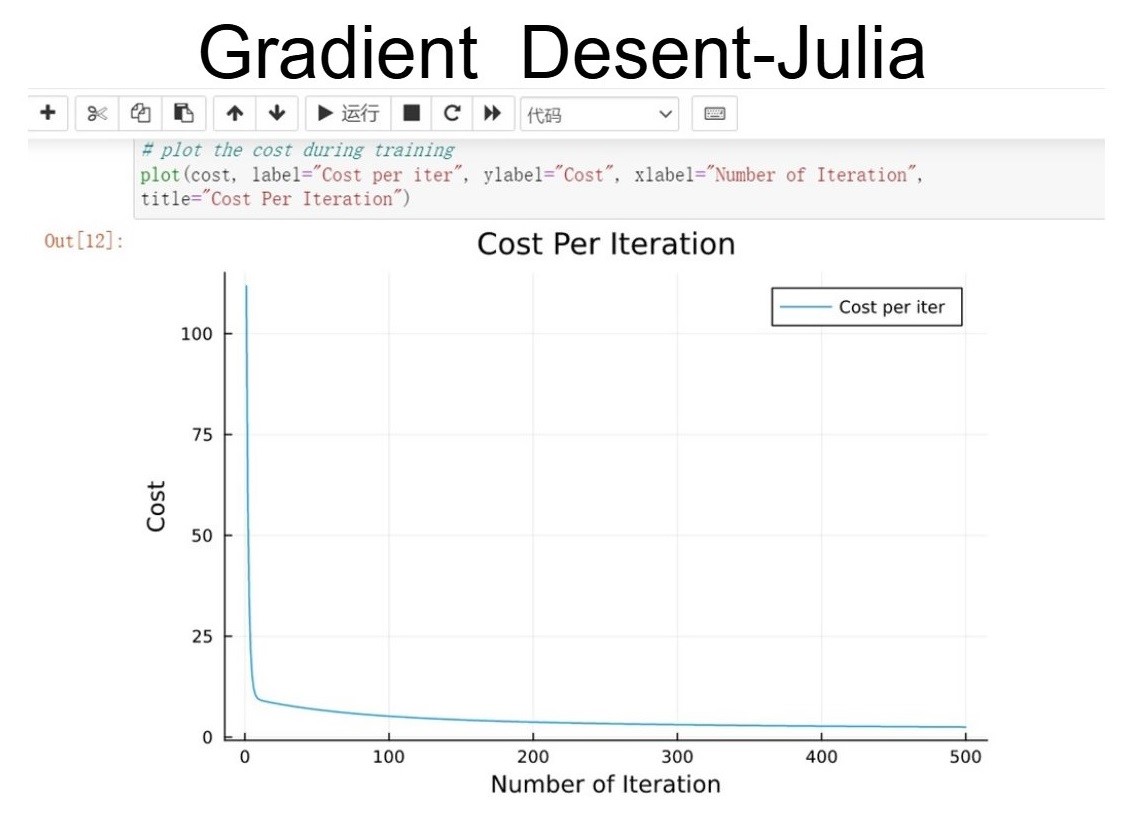 Gradient Desent-Julia
运行 代码
# plot the cost during training
plot(cost, label="Cost per iter", ylabel="Cost", xlabel="Number of Iteration",
title="Cost Per Iteration")
Out[12]:
Cost Per Iteration
Cost per iter
100
75
50
25
0
Cost
0 100 200 300 400 500
Number of Iteration